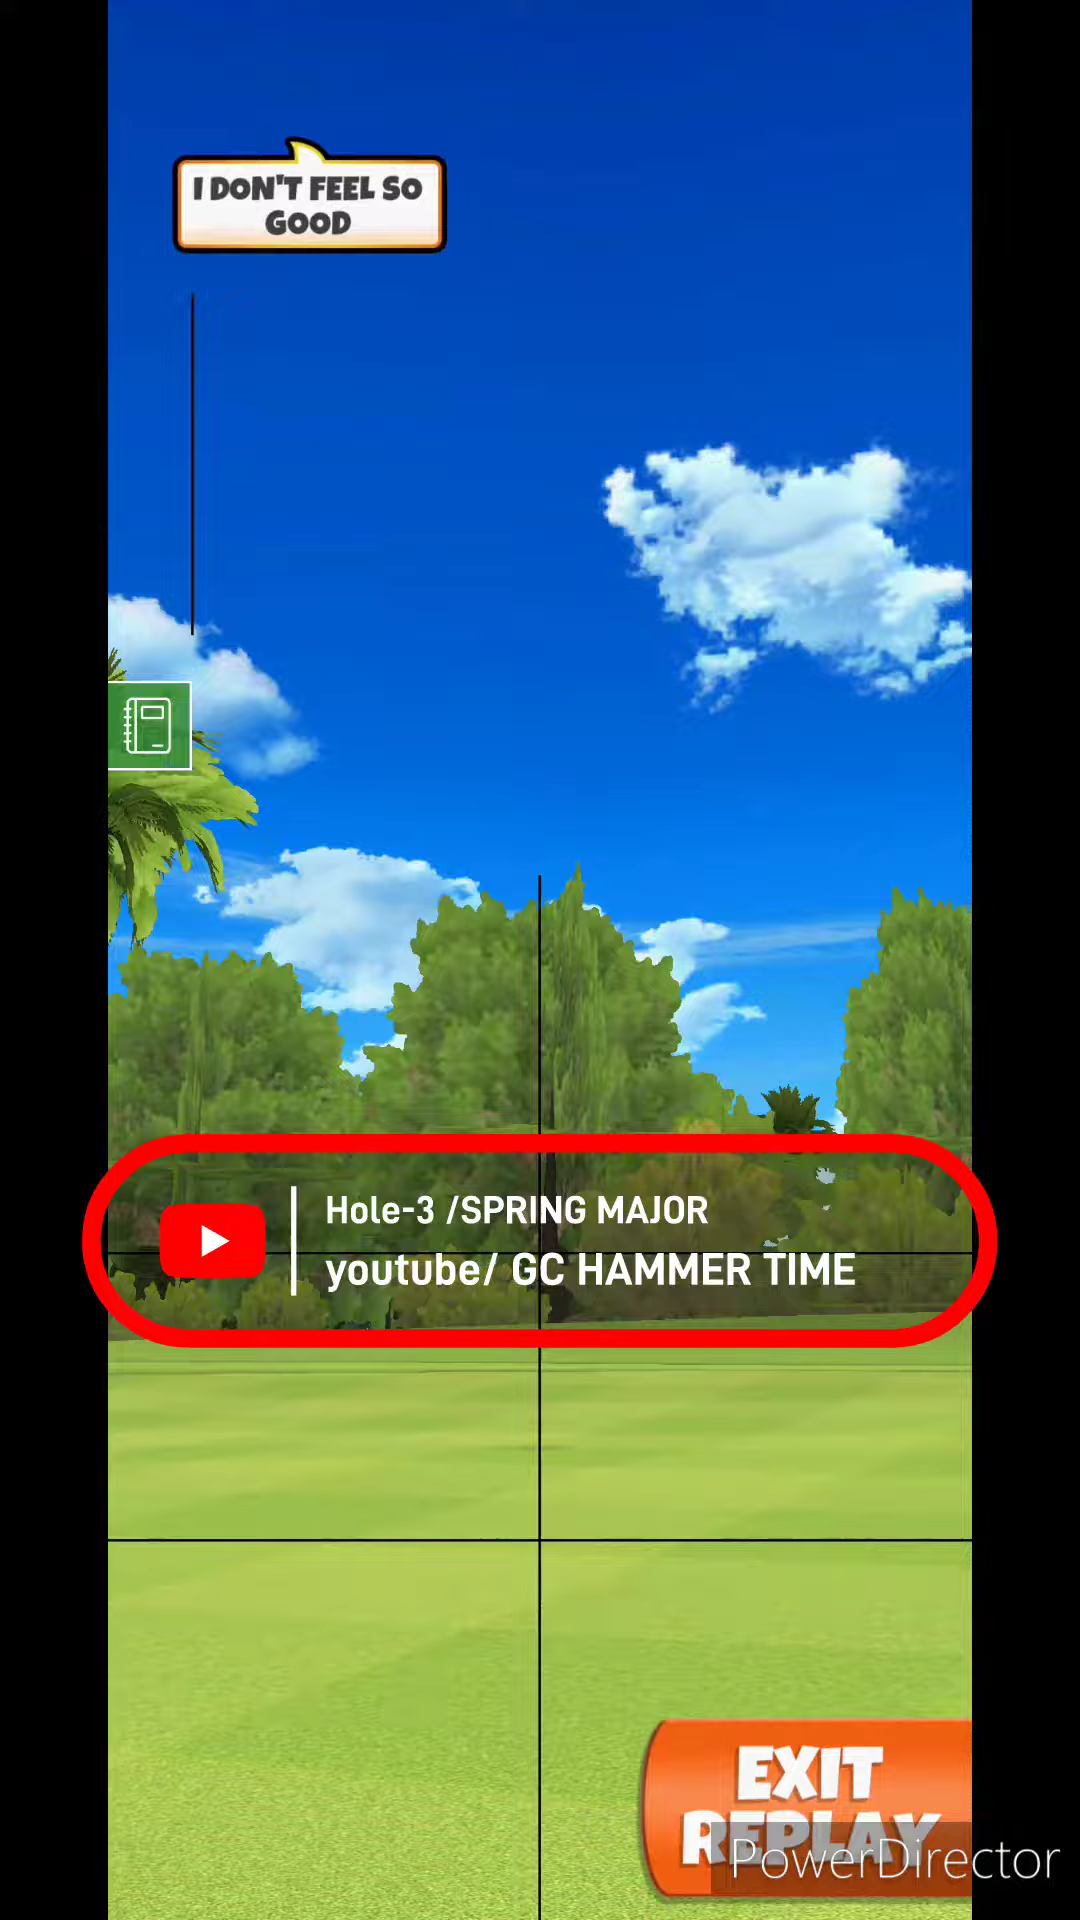 I DON'T FEEL SO
GOOD
Hole-3 /SPRING MAJOR
youtube/ GC HAMMER TIME
EXIT
REPLAY
PowerDirector